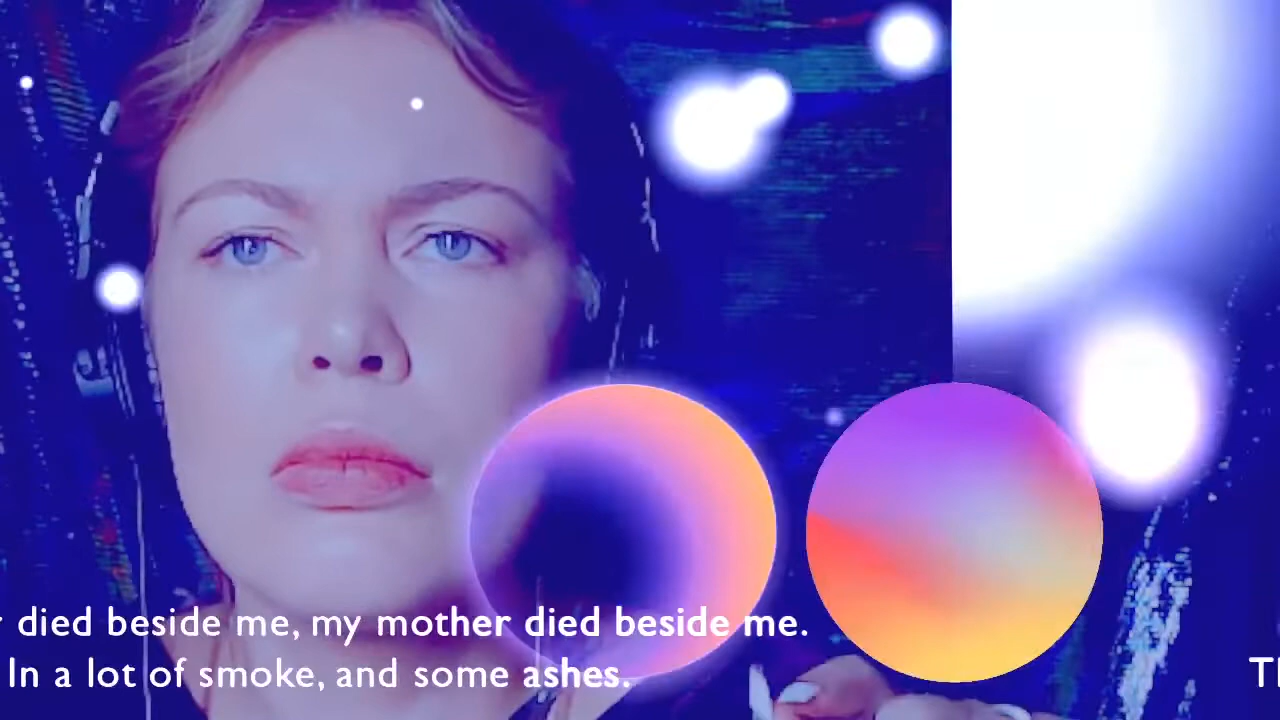 died beside me, my mother died beside me.
In a lot of smoke, and some ashes.